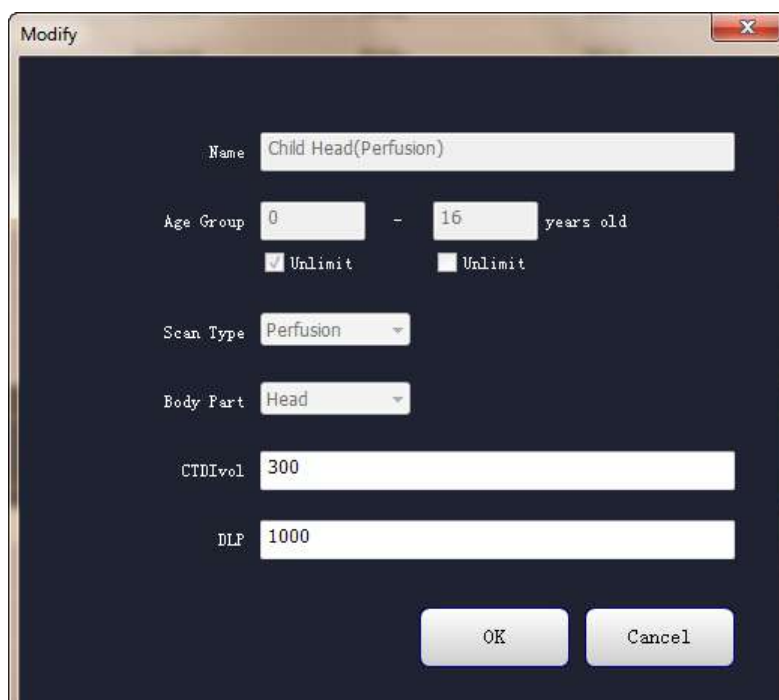 Modify
Name Child Head(Perfusion)
Age Group 0 - 16 years old
Unlimit Unlimit
Scan Type Perfusion
Body Part Head
CTDIvol 300
DLP 1000
OK Cancel